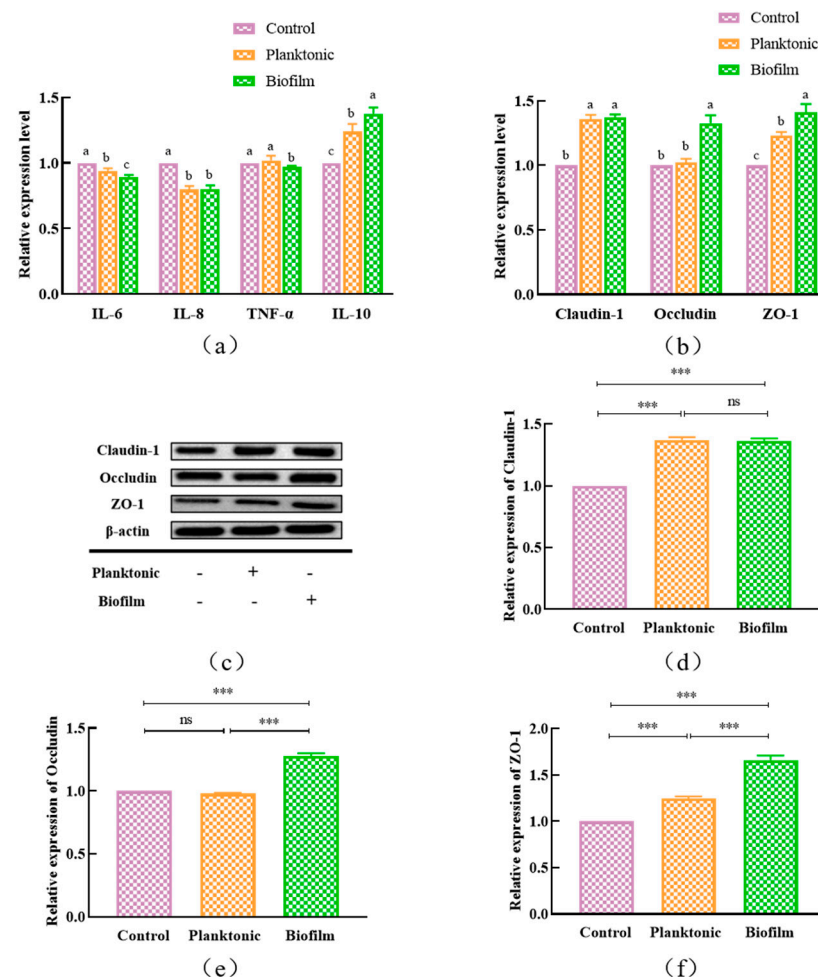 Control
Planktonic
Biofilm
Relative expression level
1.5
1.0
0.5
0.0
a b c
a b b
a a b
c b a
IL-6 IL-8 TNF-α IL-10
(a)
Control
Planktonic
Biofilm
Relative expression level
1.5
1.0
0.5
0.0
b a a
b b a
c b a
Claudin-1 Occludin ZO-1
(b)
Claudin-1
Occludin
ZO-1
β-actin
Planktonic - + -
Biofilm - - +
(c)
***
*** ns
Relative expression of Claudin-1
1.5
1.0
0.5
0.0
Control Planktonic Biofilm
(d)
***
ns ***
Relative expression of Occludin
1.5
1.0
0.5
0.0
Control Planktonic Biofilm
(e)
***
*** ***
Relative expression of ZO-1
2.0
1.5
1.0
0.5
0.0
Control Planktonic Biofilm
(f)